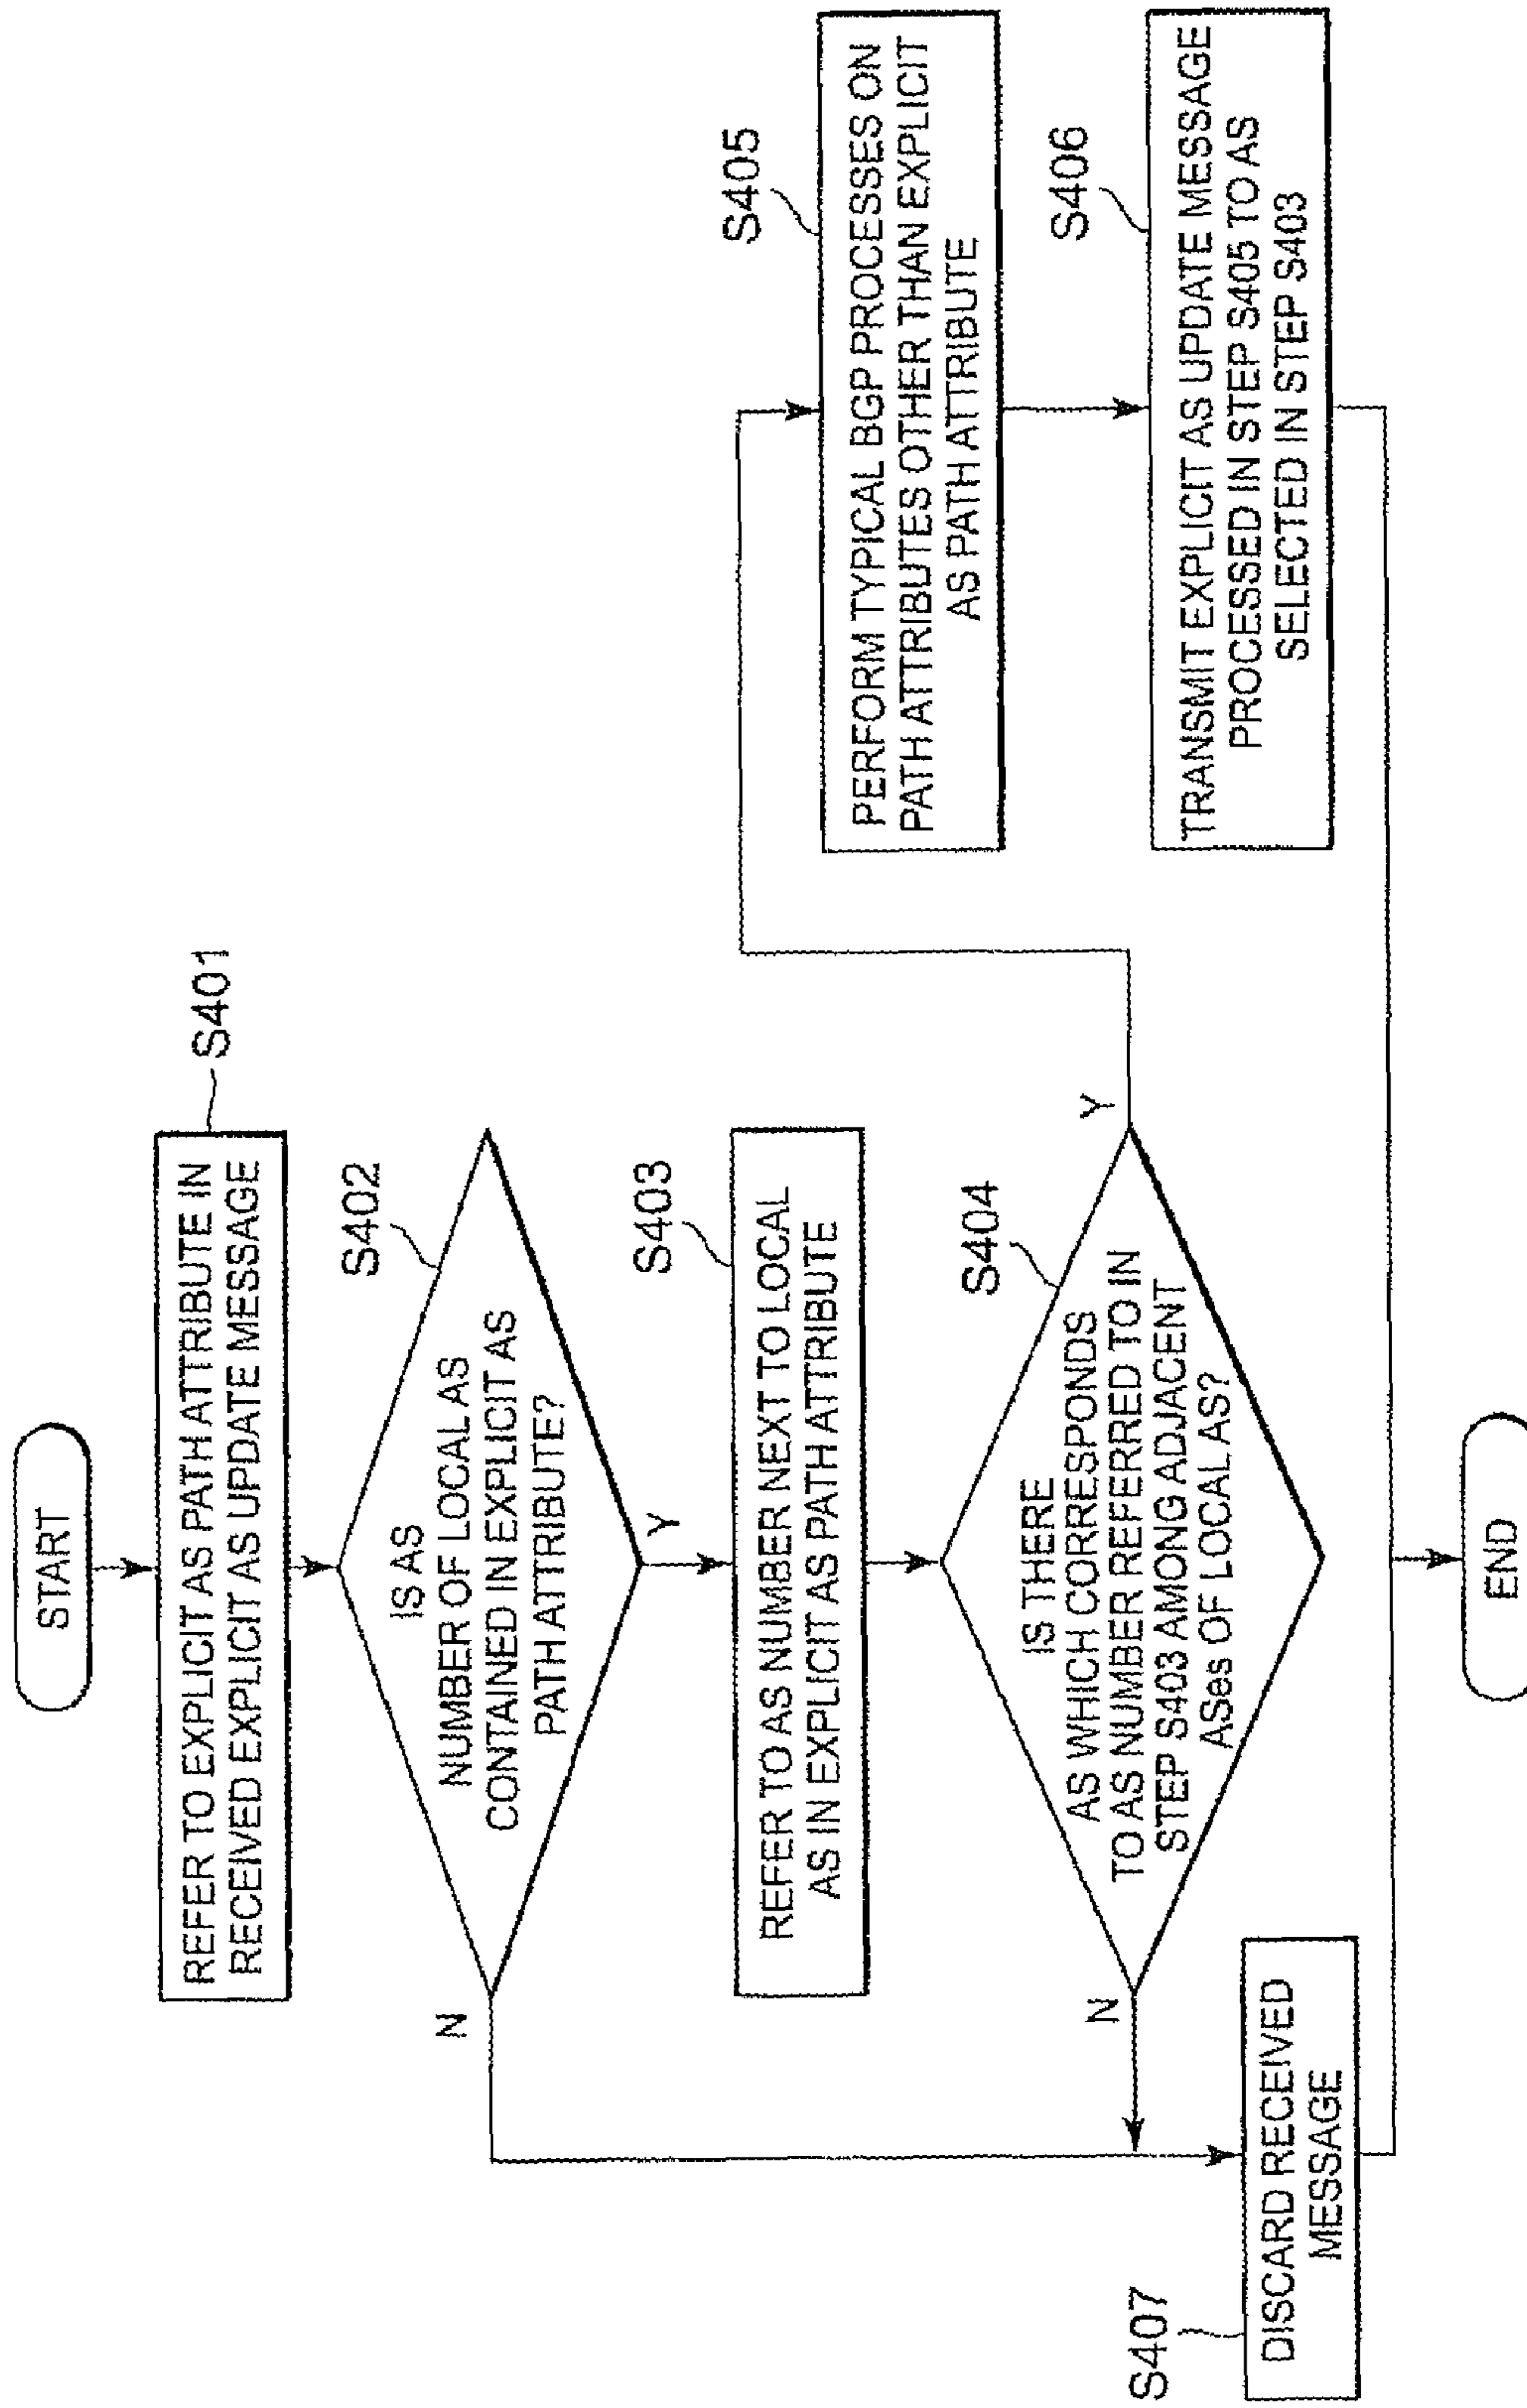 START
S401
REFER TO EXPLICIT AS PATH ATTRIBUTE IN
RECEIVED EXPLICIT AS UPDATE MESSAGE
S402
IS AS
NUMBER OF LOCAL AS
CONTAINED IN EXPLICIT AS
PATH ATTRIBUTE?
N
Y
S403
REFER TO AS NUMBER NEXT TO LOCAL
AS IN EXPLICIT AS PATH ATTRIBUTE
S404
IS THERE
AS WHICH CORRESPONDS
TO AS NUMBER REFERRED TO IN
STEP S403 AMONG ADJACENT
ASes OF LOCAL AS?
N
Y
S405
PERFORM TYPICAL BGP PROCESSES ON
PATH ATTRIBUTES OTHER THAN EXPLICIT
AS PATH ATTRIBUTE
S406
TRANSMIT EXPLICIT AS UPDATE MESSAGE
PROCESSED IN STEP S405 TO AS
SELECTED IN STEP S403
S407
DISCARD RECEIVED
MESSAGE
END